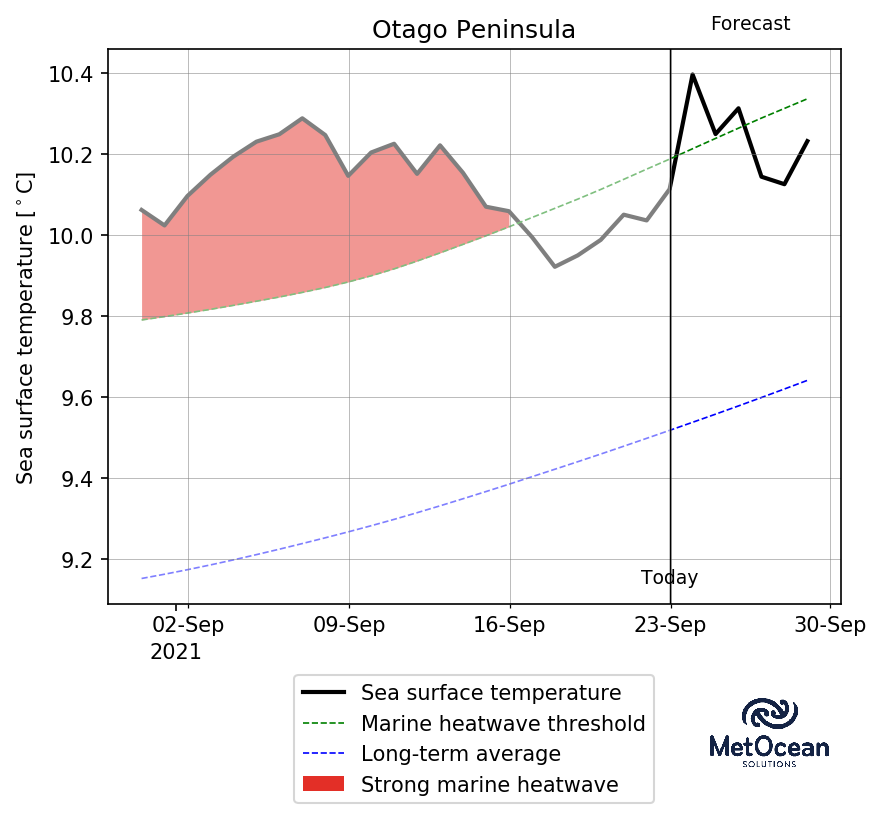 Forecast
Otago Peninsula
Sea surface temperature [°C]
10.4
10.2
10.0
9.8
9.6
9.4
9.2
Today
02-Sep 09-Sep 16-Sep 23-Sep 30-Sep
2021
Sea surface temperature
Marine heatwave threshold
Long-term average
Strong marine heatwave
MetOcean
SOLUTIONS